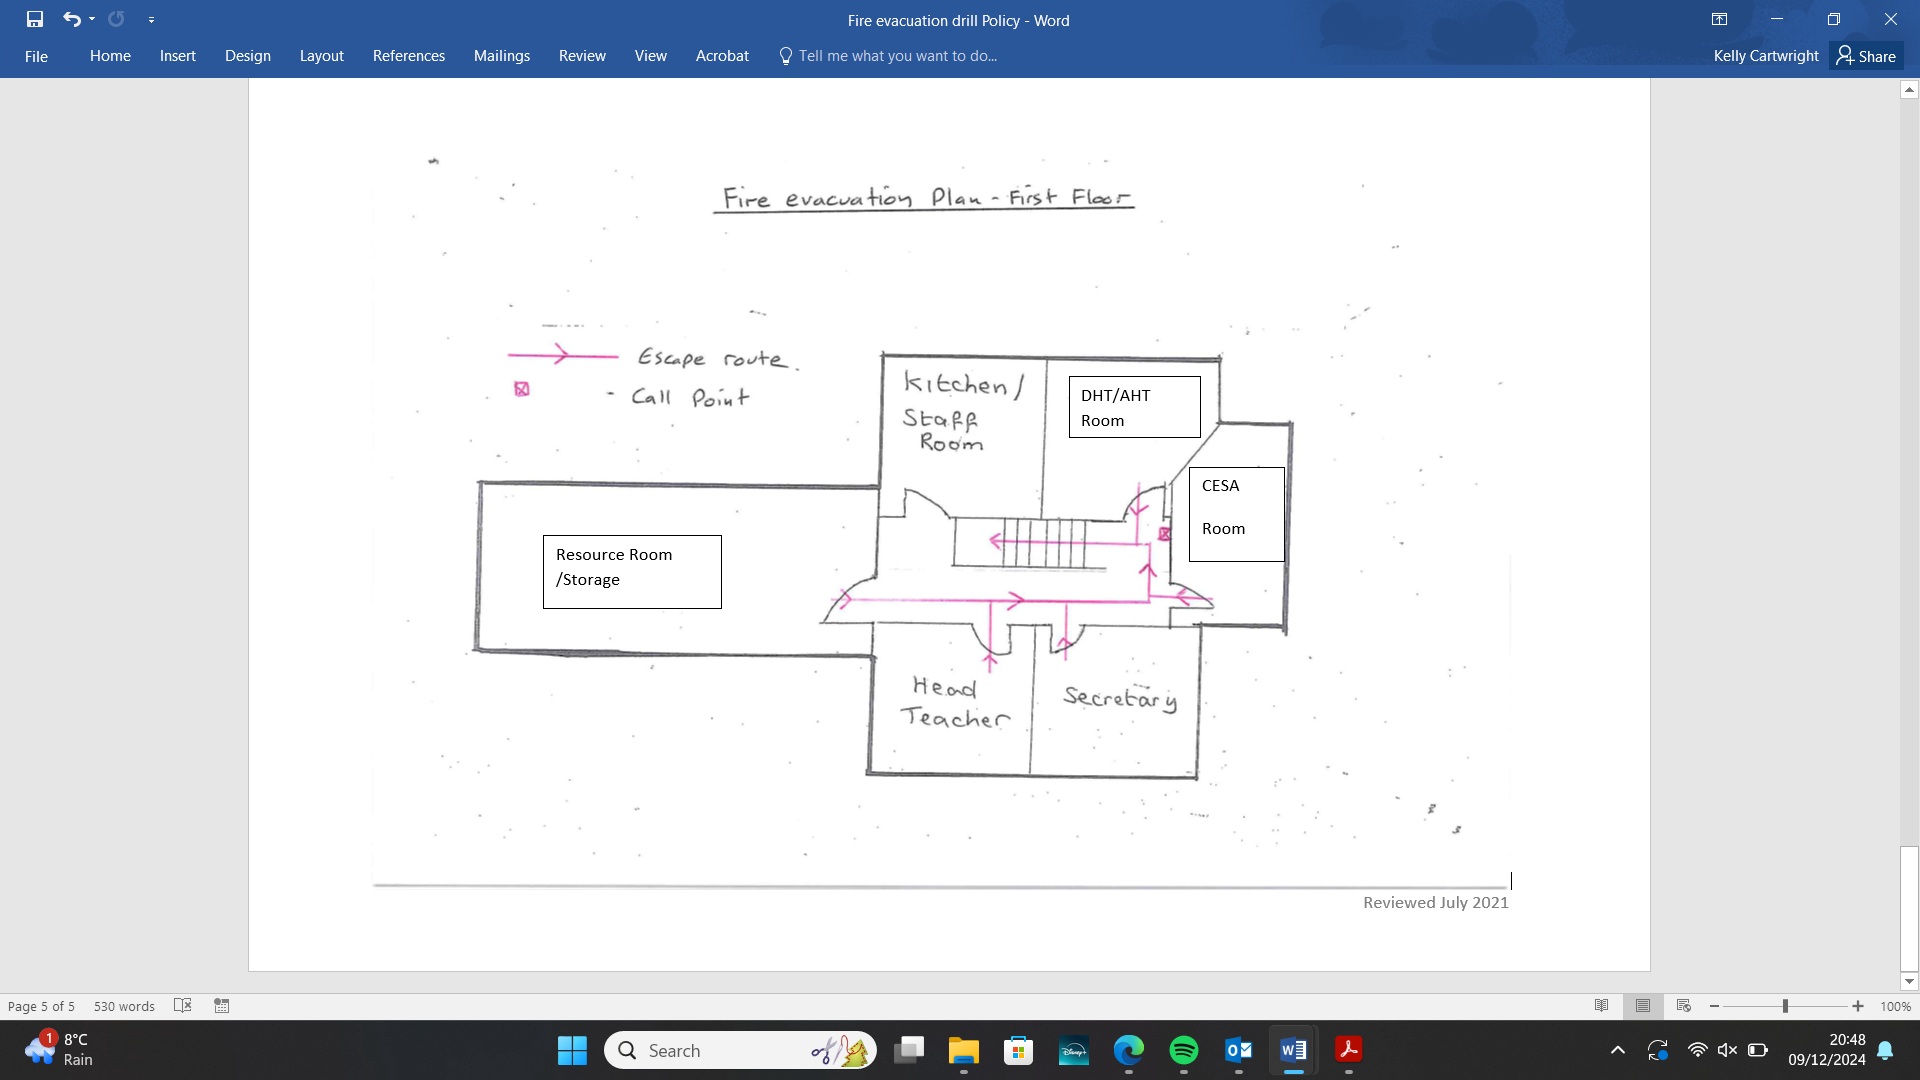 Fire evacuation drill Policy - Word
File
Home
Insert
Design
Layout
References
Mailings
Review
View
Acrobat
Tell me what you want to do...
Kelly Cartwright
Share
Fire evacuation Plan - First Floor
Escape route.
- Call Point
Kitchen/
Staff
Room
DHT/AHT
Room
CESA
Room
Resource Room
/Storage
Head
Teacher
Secretary
Reviewed July 2021
Page 5 of 5
530 words
100%
1
8°C
Rain
Search
Disney+
20:48
09/12/2024